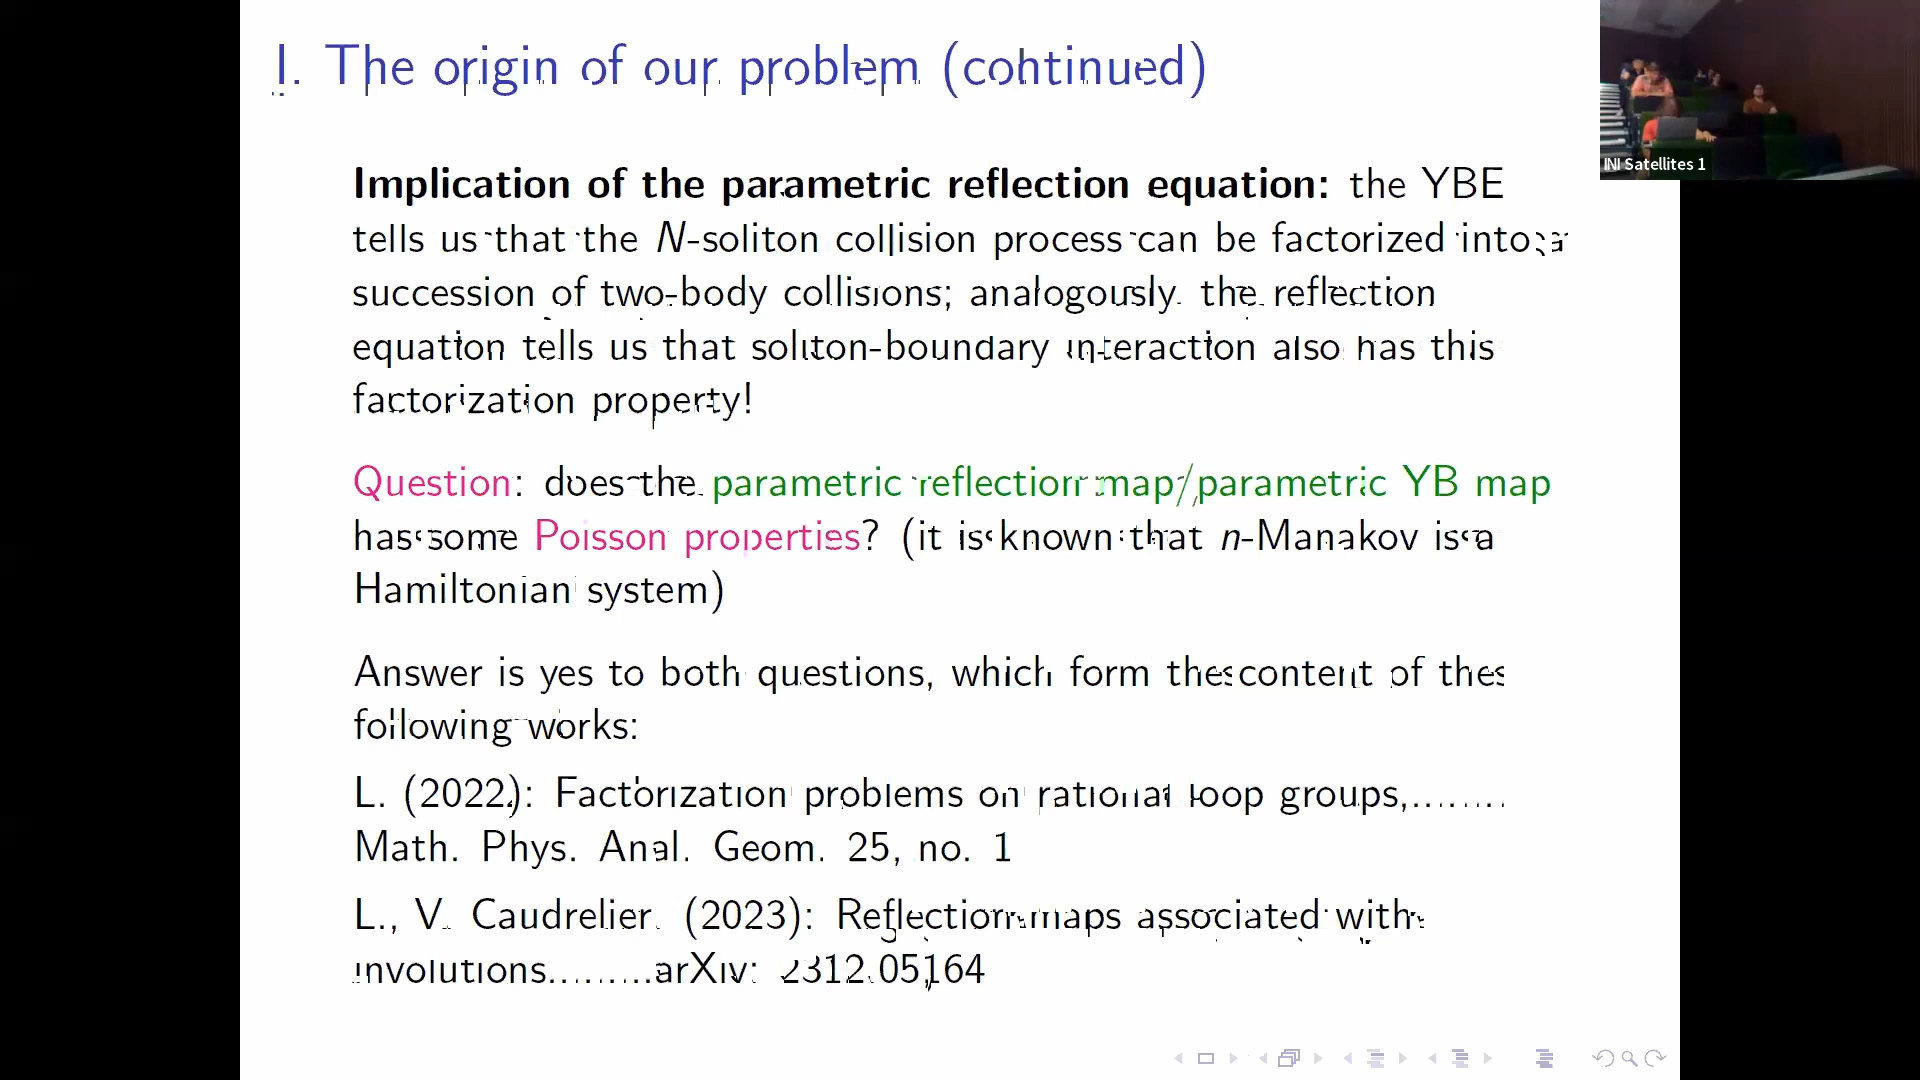 I. The origin of our problem (continued)
INI Satellites 1
Implication of the parametric reflection equation: the YBE
tells us that the N-soliton collision process can be factorized into a
succession of two-body collisions; analogously the reflection
equation tells us that soliton-boundary interaction also has this
factorization property!
Question: does the parametric reflection map/parametric YB map
has some Poisson properties? (it is known that n-Manakov is a
Hamiltonian system)
Answer is yes to both questions, which form the content of the
following works:
L. (2022): Factorization problems on rational loop groups,........
Math. Phys. Anal. Geom. 25, no. 1
L., V. Caudrelier. (2023): Reflection maps associated with
involutions.........arXiv: 2312.05164